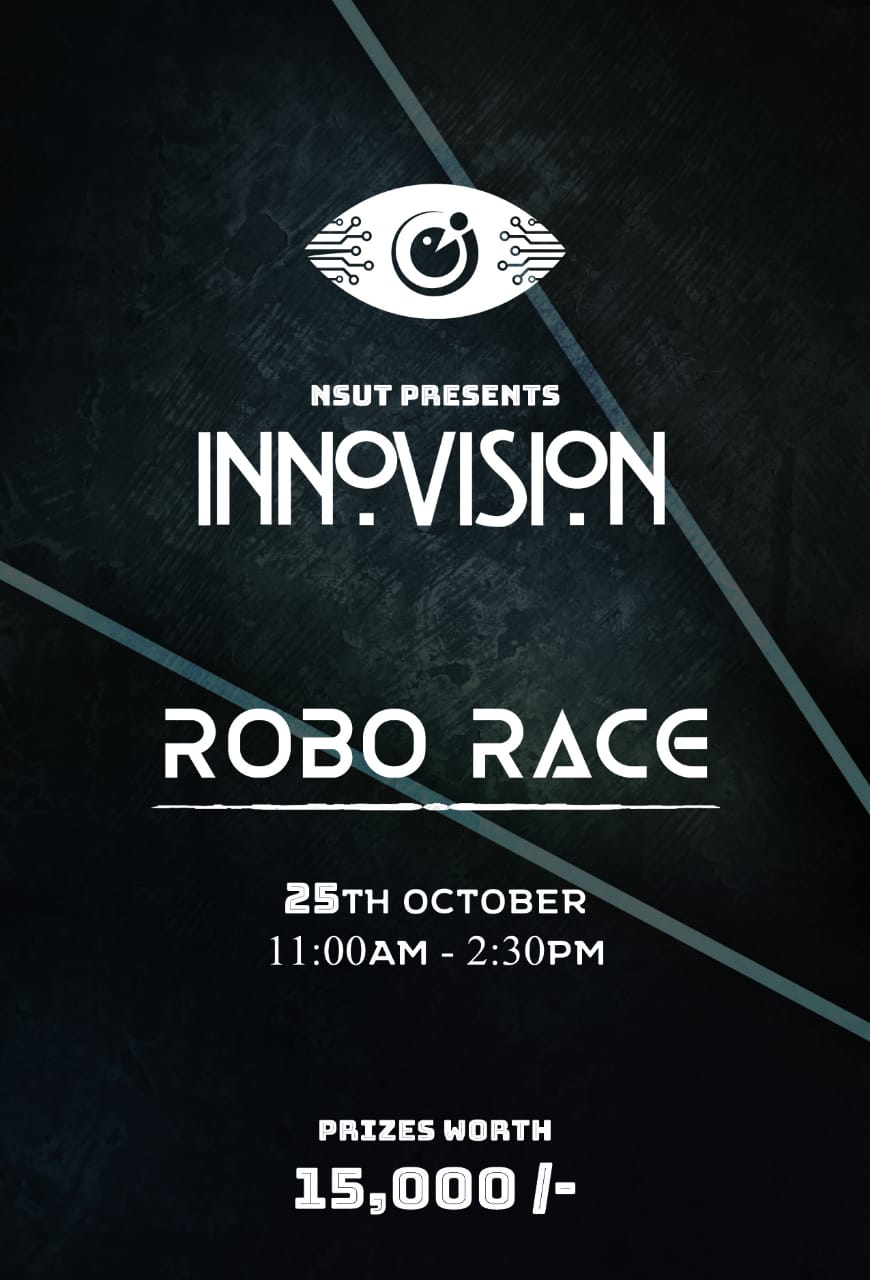 NSUT PRESENTS
INNOVISION
ROBO RACE
25TH OCTOBER
11:00AM - 2:30PM
PRIZES WORTH
15,000 /-